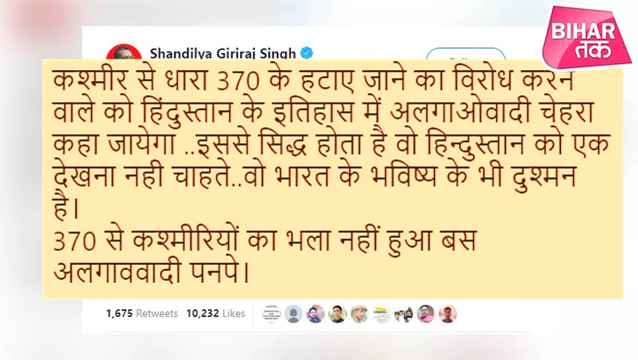 BIHAR
तक
Shandilya Giriraj Singh
कश्मीर से धारा 370 के हटाए जाने का विरोध करने
वाले को हिंदुस्तान के इतिहास में अलगाओवादी चेहरा
कहा जायेगा ..इससे सिद्ध होता है वो हिन्दुस्तान को एक
देखना नही चाहते..वो भारत के भविष्य के भी दुश्मन
है।
370 से कश्मीरियों का भला नहीं हुआ बस
अलगाववादी पनपे।
1,675 Retweets 10,232 Likes